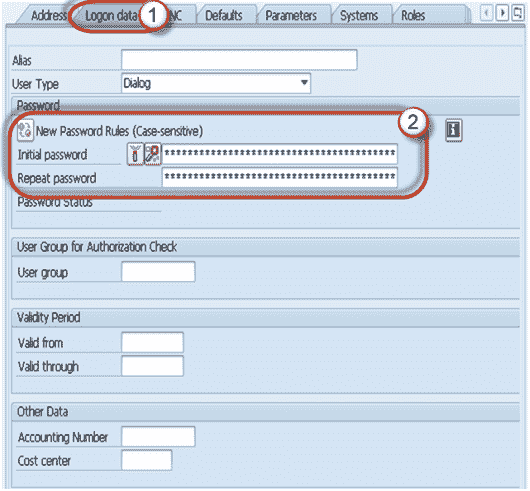 Address Logon data 1 NC Defaults Parameters Systems Roles
Alias
User Type Dialog
Password
2
New Password Rules (Case-sensitive)
Initial password ****************************************
Repeat password ****************************************
Password Status
User Group for Authorization Check
User group
Validity Period
Valid from
Valid through
Other Data
Accounting Number
Cost center